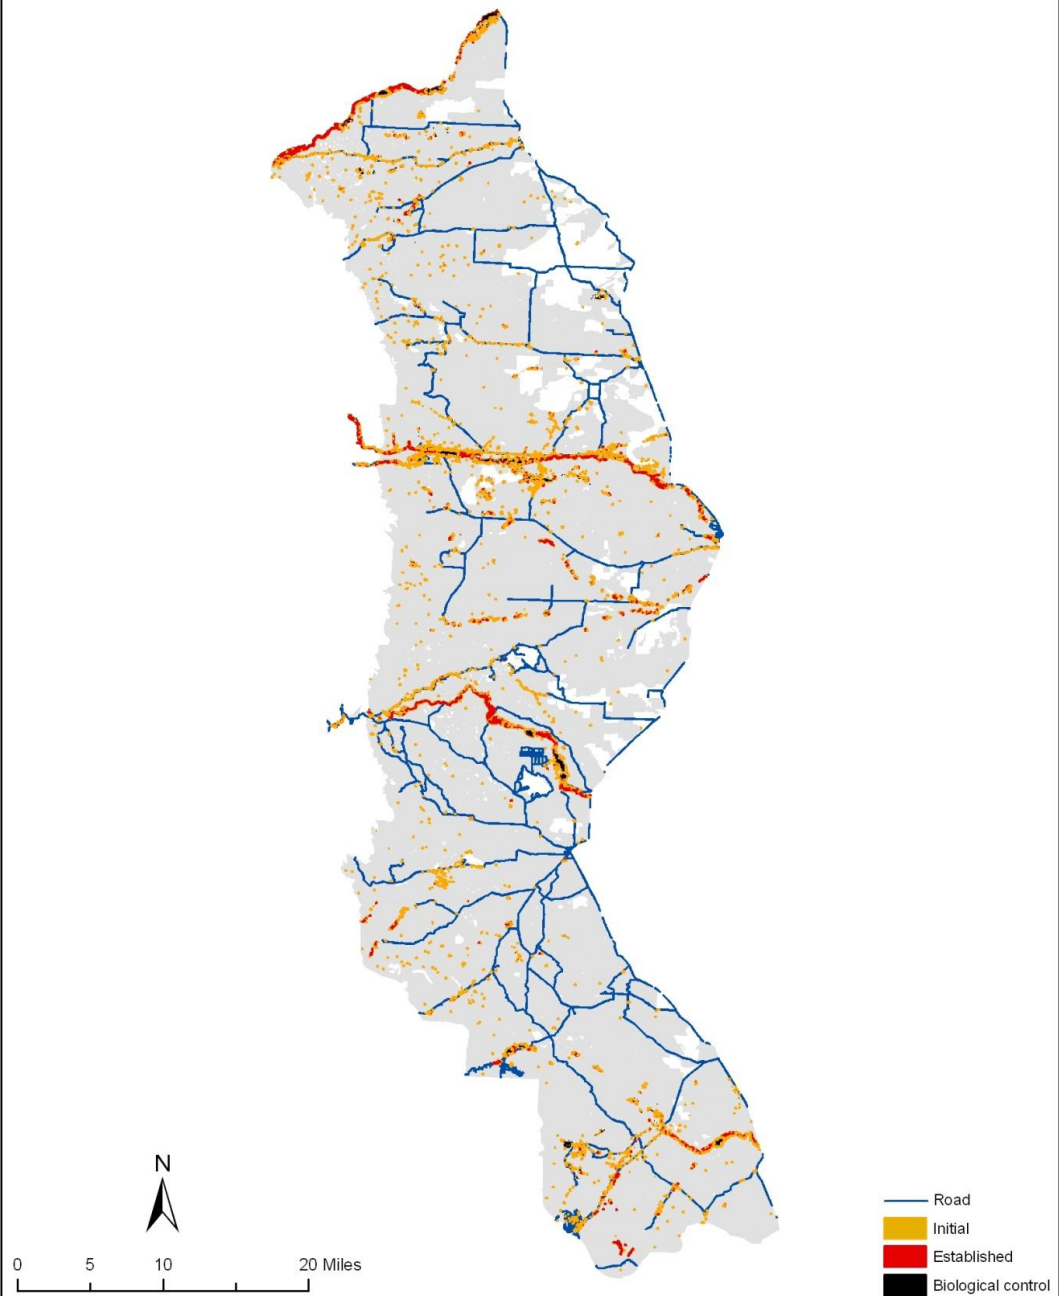 N
0 5 10 20 Miles
Road
Initial
Established
Biological control